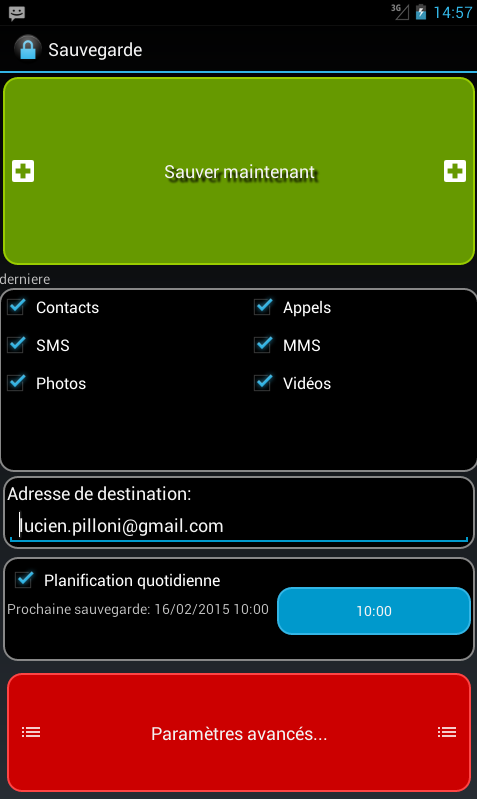 3G 14:57
Sauvegarde
Sauver maintenant
derniere
Contacts Appels
SMS MMS
Photos Vidéos
Adresse de destination:
lucien.pilloni@gmail.com
Planification quotidienne
Prochaine sauvegarde: 16/02/2015 10:00 10:00
Paramètres avancés...